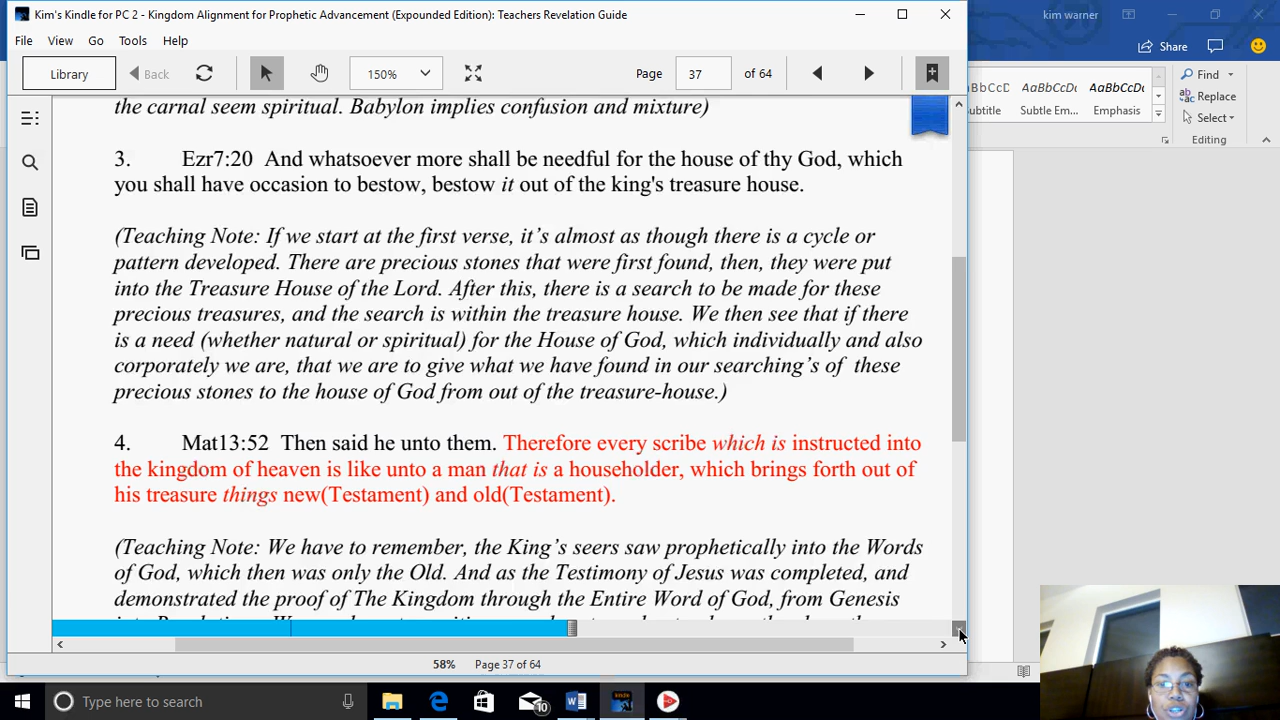 Kim's Kindle for PC 2 - Kingdom Alignment for Prophetic Advancement (Expounded Edition): Teachers Revelation Guide
kim warner
File View Go Tools Help
Share
Library
Back
150%
Page 37 of 64
Find
Replace
Select
Editing
BbCcD AaBbCcDc AaBbCcDc
ubtitle Subtle Em... Emphasis
the carnal seem spiritual. Babylon implies confusion and mixture)
3. Ezr7:20 And whatsoever more shall be needful for the house of thy God, which
you shall have occasion to bestow, bestow it out of the king's treasure house.
(Teaching Note: If we start at the first verse, it’s almost as though there is a cycle or
pattern developed. There are precious stones that were first found, then, they were put
into the Treasure House of the Lord. After this, there is a search to be made for these
precious treasures, and the search is within the treasure house. We then see that if there
is a need (whether natural or spiritual) for the House of God, which individually and also
corporately we are, that we are to give what we have found in our searching’s of these
precious stones to the house of God from out of the treasure-house.)
4. Mat13:52 Then said he unto them. Therefore every scribe which is instructed into
the kingdom of heaven is like unto a man that is a householder, which brings forth out of
his treasure things new(Testament) and old(Testament).
(Teaching Note: We have to remember, the King’s seers saw prophetically into the Words
of God, which then was only the Old. And as the Testimony of Jesus was completed, and
demonstrated the proof of The Kingdom through the Entire Word of God, from Genesis
58% Page 37 of 64
Type here to search
10